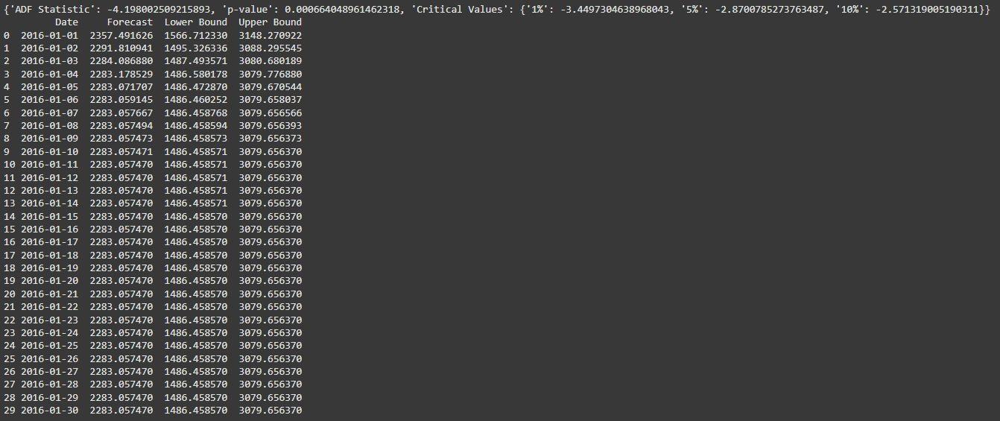 {'ADF Statistic': -4.198002509215893, 'p-value': 0.000664048961462318, 'Critical Values': {'1%': -3.4497304638968043, '5%': -2.8700785273763487, '10%': -2.571319005190311}}
Date Forecast Lower Bound Upper Bound
0 2016-01-01 2357.491626 1566.712330 3148.270922
1 2016-01-02 2291.810941 1495.326336 3088.295545
2 2016-01-03 2284.086880 1487.493571 3080.680189
3 2016-01-04 2283.178529 1486.580178 3079.776880
4 2016-01-05 2283.071707 1486.472870 3079.670544
5 2016-01-06 2283.059145 1486.460252 3079.658037
6 2016-01-07 2283.057667 1486.458768 3079.656566
7 2016-01-08 2283.057494 1486.458594 3079.656393
8 2016-01-09 2283.057473 1486.458573 3079.656373
9 2016-01-10 2283.057471 1486.458571 3079.656370
10 2016-01-11 2283.057470 1486.458571 3079.656370
11 2016-01-12 2283.057470 1486.458571 3079.656370
12 2016-01-13 2283.057470 1486.458571 3079.656370
13 2016-01-14 2283.057470 1486.458571 3079.656370
14 2016-01-15 2283.057470 1486.458570 3079.656370
15 2016-01-16 2283.057470 1486.458570 3079.656370
16 2016-01-17 2283.057470 1486.458570 3079.656370
17 2016-01-18 2283.057470 1486.458570 3079.656370
18 2016-01-19 2283.057470 1486.458570 3079.656370
19 2016-01-20 2283.057470 1486.458570 3079.656370
20 2016-01-21 2283.057470 1486.458570 3079.656370
21 2016-01-22 2283.057470 1486.458570 3079.656370
22 2016-01-23 2283.057470 1486.458570 3079.656370
23 2016-01-24 2283.057470 1486.458570 3079.656370
24 2016-01-25 2283.057470 1486.458570 3079.656370
25 2016-01-26 2283.057470 1486.458570 3079.656370
26 2016-01-27 2283.057470 1486.458570 3079.656370
27 2016-01-28 2283.057470 1486.458570 3079.656370
28 2016-01-29 2283.057470 1486.458570 3079.656370
29 2016-01-30 2283.057470 1486.458570 3079.656370